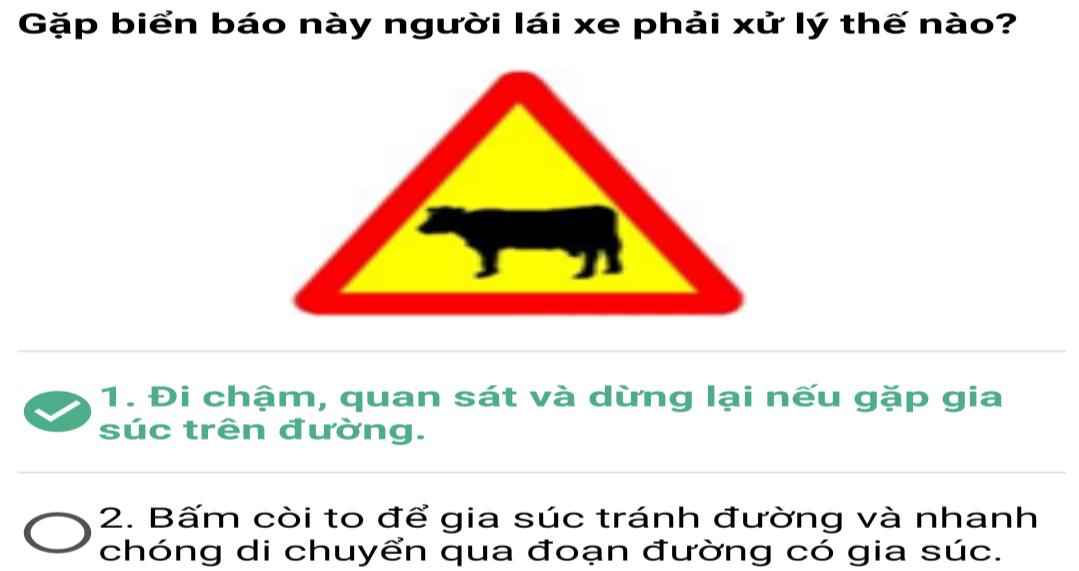 Gặp biển báo này người lái xe phải xử lý thế nào?
1. Đi chậm, quan sát và dừng lại nếu gặp gia
súc trên đường.
2. Bấm còi to để gia súc tránh đường và nhanh
chóng di chuyển qua đoạn đường có gia súc.